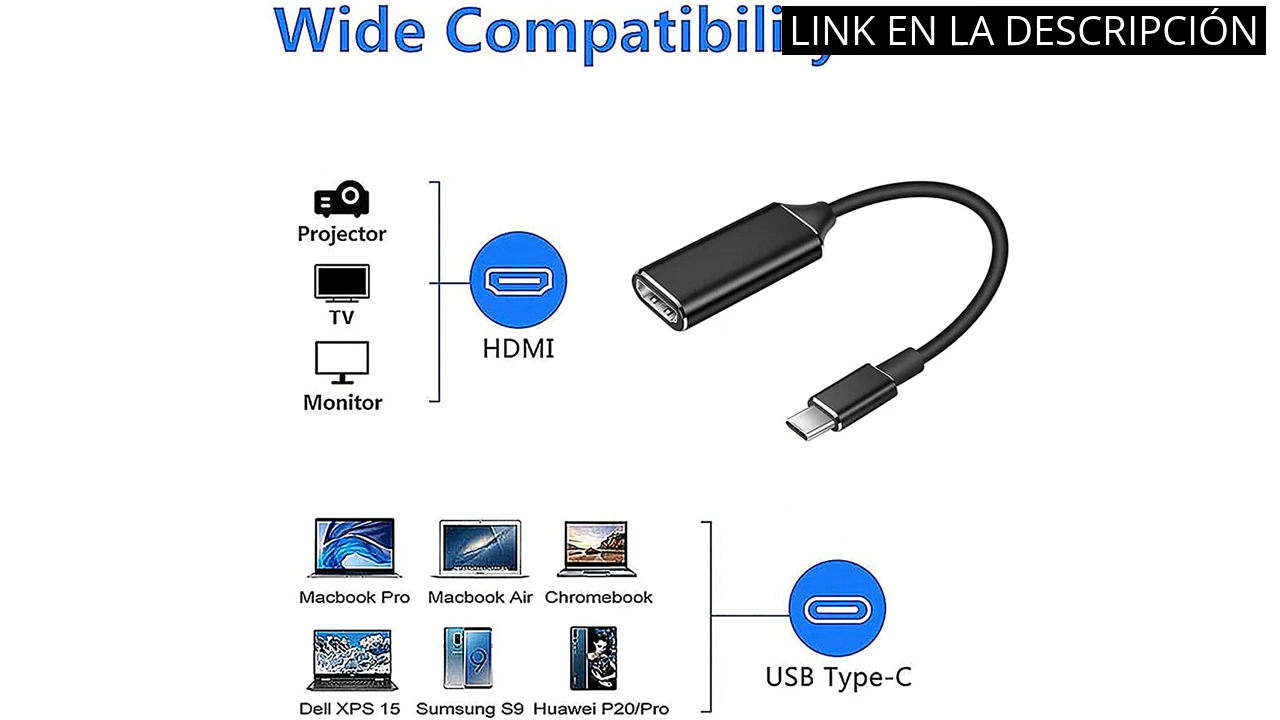 Wide Compatibility
LINK EN LA DESCRIPCIÓN
Projector
TV
Monitor
HDMI
Macbook Pro
Macbook Air
Chromebook
Dell XPS 15
Sumsung S9
Huawei P20/Pro
USB Type-C